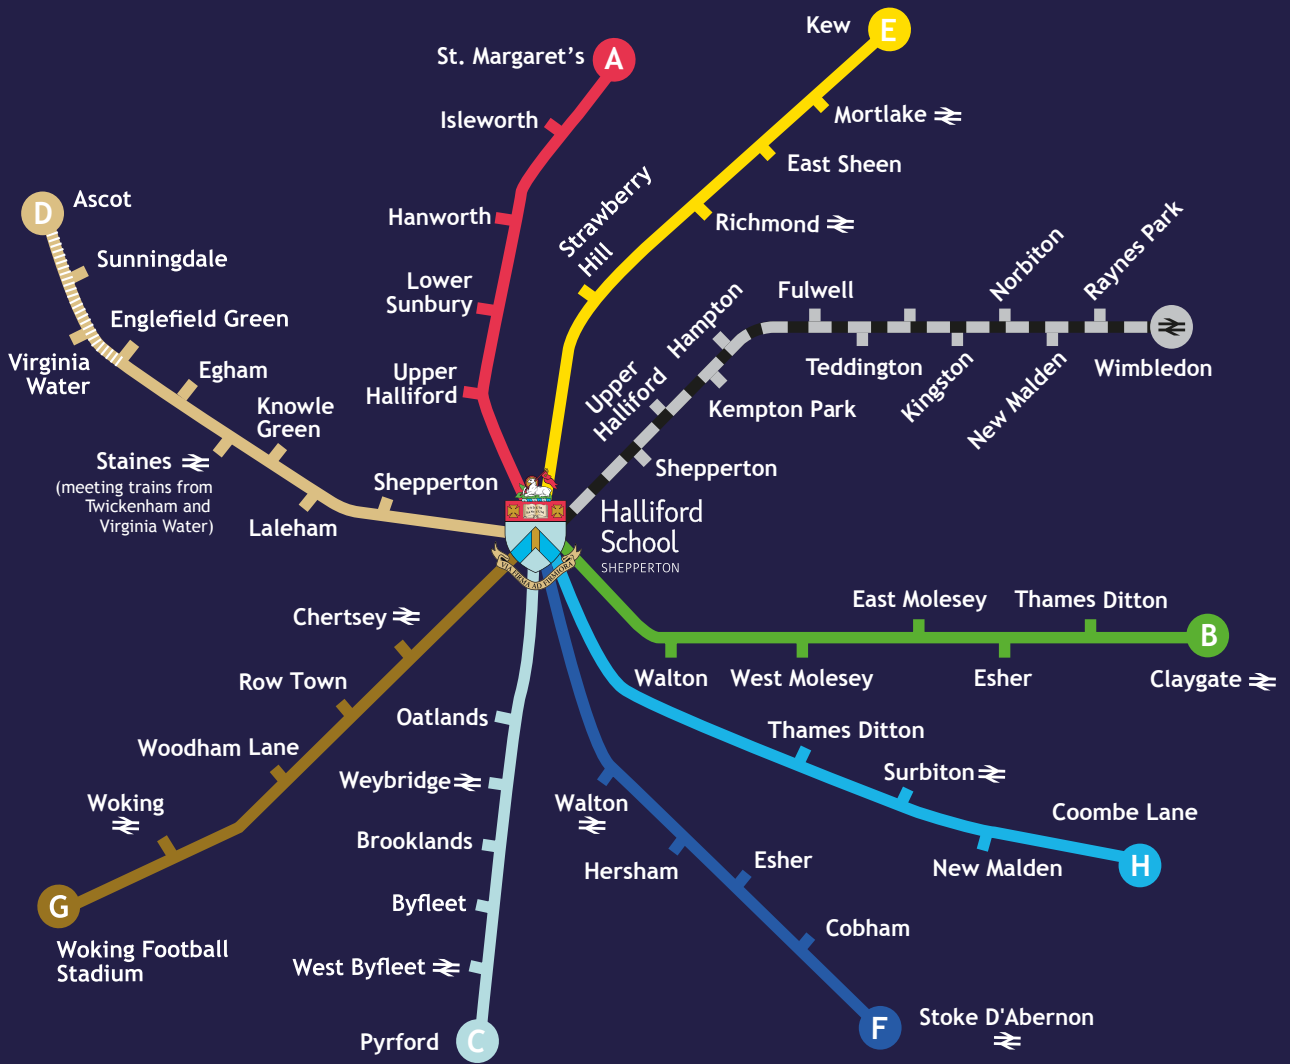 Kew
E
St. Margaret's
A
Isleworth
Mortlake
East Sheen
Ascot
D
Hanworth
Strawberry
Hill
Richmond
Sunningdale
Lower
Sunbury
Fulwell
Norbiton
Raynes Park
Englefield Green
Hampton
Virginia
Water
Egham
Upper
Halliford
Upper
Halliford
Teddington
Kingston
New Malden
Wimbledon
Knowle
Green
Kempton Park
Staines
(meeting trains from
Twickenham and
Virginia Water)
Shepperton
Shepperton
Laleham
Halliford
School
SHEPPERTON
VIA FIRMA AD FIRMIORA
Chertsey
East Molesey
Thames Ditton
B
Row Town
Walton
West Molesey
Esher
Claygate
Oatlands
Woodham Lane
Thames Ditton
Weybridge
Surbiton
Woking
Walton
Coombe Lane
Brooklands
Hersham
Esher
New Malden
H
G
Byfleet
Cobham
Woking Football
Stadium
West Byfleet
Stoke D'Abernon
F
Pyrford
C